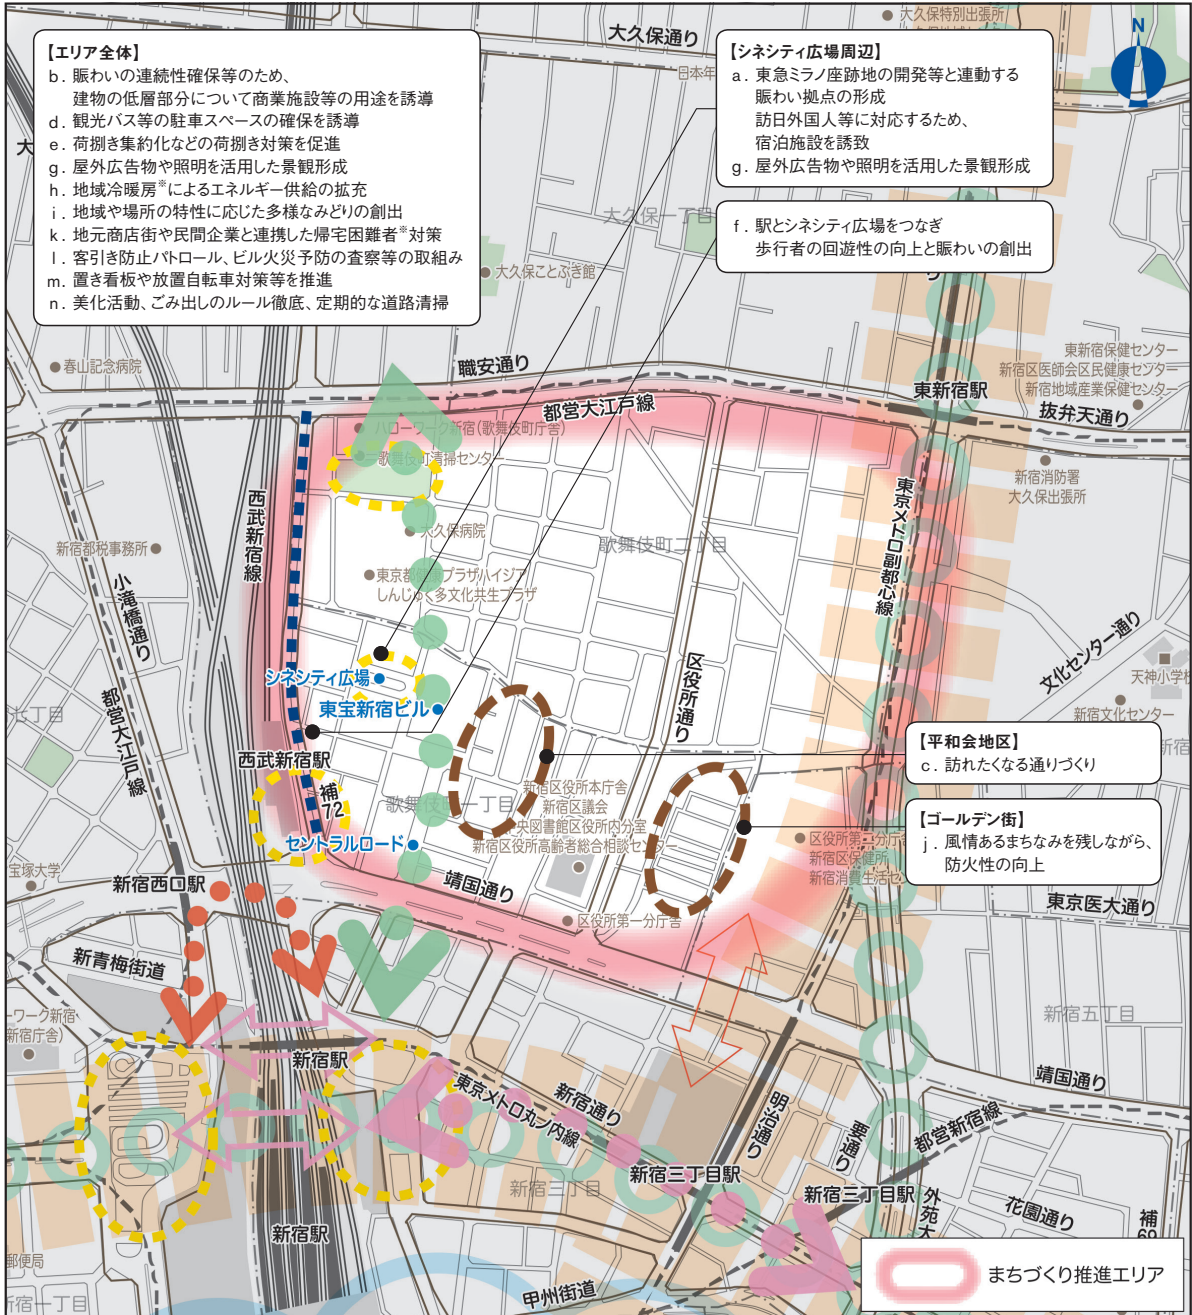 大久保通り
大久保特別出張所
日本年
【エリア全体】
b．賑わいの連続性確保等のため、
建物の低層部分について商業施設等の用途を誘導
d．観光バス等の駐車スペースの確保を誘導
e．荷捌き集約化などの荷捌き対策を促進
g．屋外広告物や照明を活用した景観形成
h．地域冷暖房※によるエネルギー供給の拡充
i．地域や場所の特性に応じた多様なみどりの創出
k．地元商店街や民間企業と連携した帰宅困難者※対策
l．客引き防止パトロール、ビル火災予防の査察等の取組み
m．置き看板や放置自転車対策等を推進
n．美化活動、ごみ出しのルール徹底、定期的な道路清掃
【シネシティ広場周辺】
a．東急ミラノ座跡地の開発等と連動する
賑わい拠点の形成
訪日外国人等に対応するため、
宿泊施設を誘致
g．屋外広告物や照明を活用した景観形成
N
大
大久保一丁目
f．駅とシネシティ広場をつなぎ
歩行者の回遊性の向上と賑わいの創出
大久保ことぶき館
春山記念病院
職安通り
都営大江戸線
東新宿保健センター
新宿区医師会区民健康センター
新宿地域産業保健センター
東新宿駅
抜弁天通り
ハローワーク新宿(歌舞伎町庁舎)
歌舞伎町清掃センター
新宿消防署
大久保出張所
西武新宿線
東京メトロ副都心線
大久保病院
歌舞伎町二丁目
新宿都税事務所
東京都健康プラザハイジア
しんじゅく多文化共生プラザ
小滝橋通り
文化センター通り
天神小学校
シネシティ広場
区役所通り
東宝新宿ビル
新宿文化センター
七丁目
都営大江戸線
新宿
【平和会地区】
c．訪れたくなる通りづくり
西武新宿駅
補72
歌舞伎町一丁目
新宿区役所本庁舎
新宿区議会
中央図書館区役所内分室
新宿区役所高齢者総合相談センター
【ゴールデン街】
j．風情あるまちなみを残しながら、
防火性の向上
セントラルロード
区役所第二分庁舎
新宿区保健所
新宿消費生活セ
宝塚大学
新宿西口駅
靖国通り
区役所第一分庁舎
東京医大通り
新青梅街道
ーワーク新宿
新宿庁舎)
新宿五丁目
新宿駅
東京メトロ丸ノ内線
新宿通り
明治通り
要通り
靖国通り
都営新宿線
新宿三丁目
新宿三丁目駅
新宿三丁目駅
外苑
花園通り
補69
新宿駅
郵便局
宿一丁目
甲州街道
まちづくり推進エリア